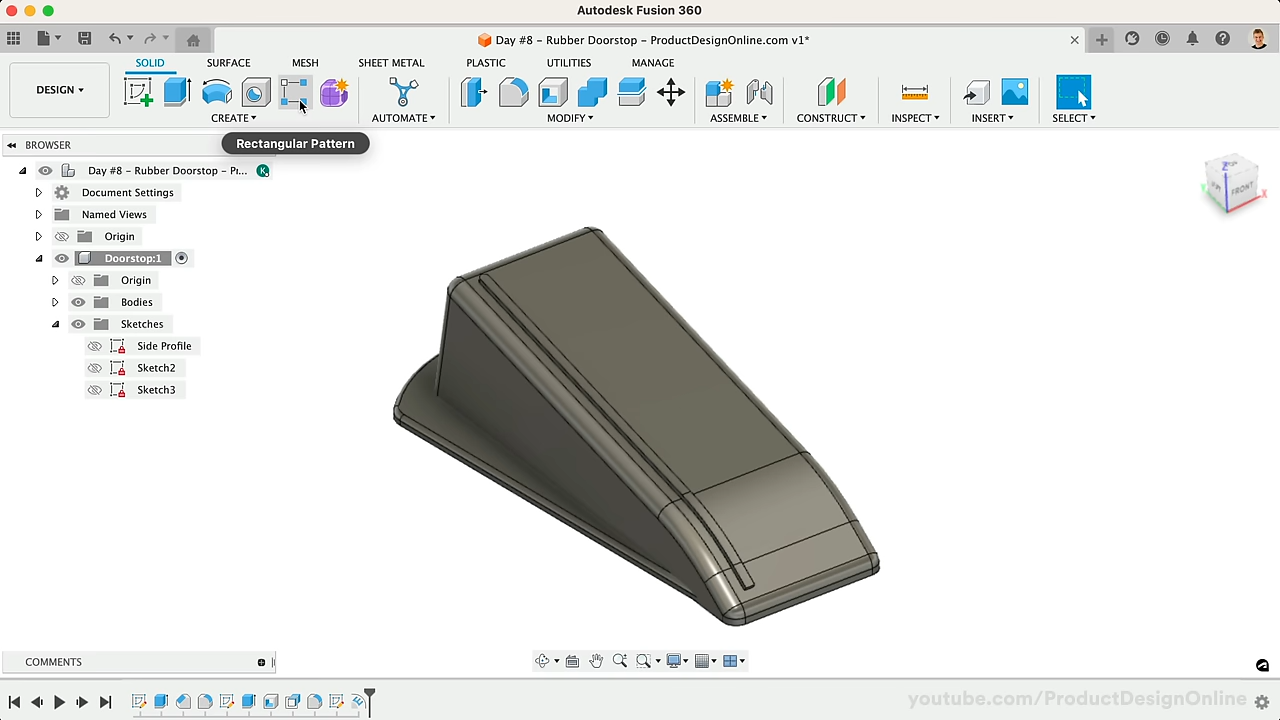 Autodesk Fusion 360
Day #8 – Rubber Doorstop – ProductDesignOnline.com v1*
DESIGN
SOLID SURFACE MESH SHEET METAL PLASTIC UTILITIES MANAGE
CREATE AUTOMATE MODIFY ASSEMBLE CONSTRUCT INSPECT INSERT SELECT
Rectangular Pattern
BROWSER
Day #8 – Rubber Doorstop – Pr...
K
Document Settings
Named Views
Origin
Doorstop:1
Origin
Bodies
Sketches
Side Profile
Sketch2
Sketch3
Z
FRONT
X
COMMENTS
youtube.com/ProductDesignOnline